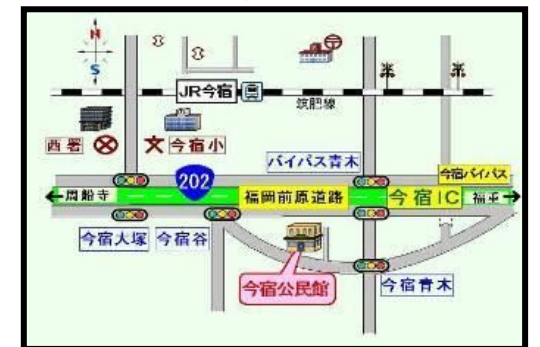 N
S
JR今宿
筑肥線
西署
文今宿小
バイパス青木
今宿バイパス
202
周船寺
福岡前原道路
今宿IC
福重
今宿大塚
今宿谷
今宿公民館
今宿青木